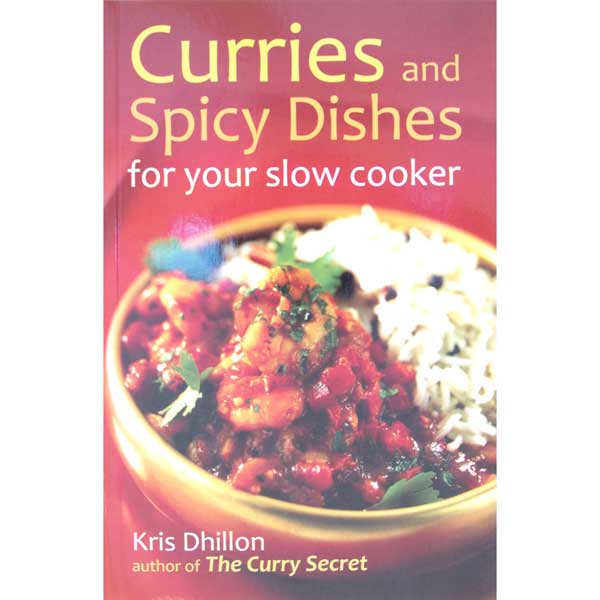 Curries and
Spicy Dishes
for your slow cooker
Kris Dhillon
author of The Curry Secret